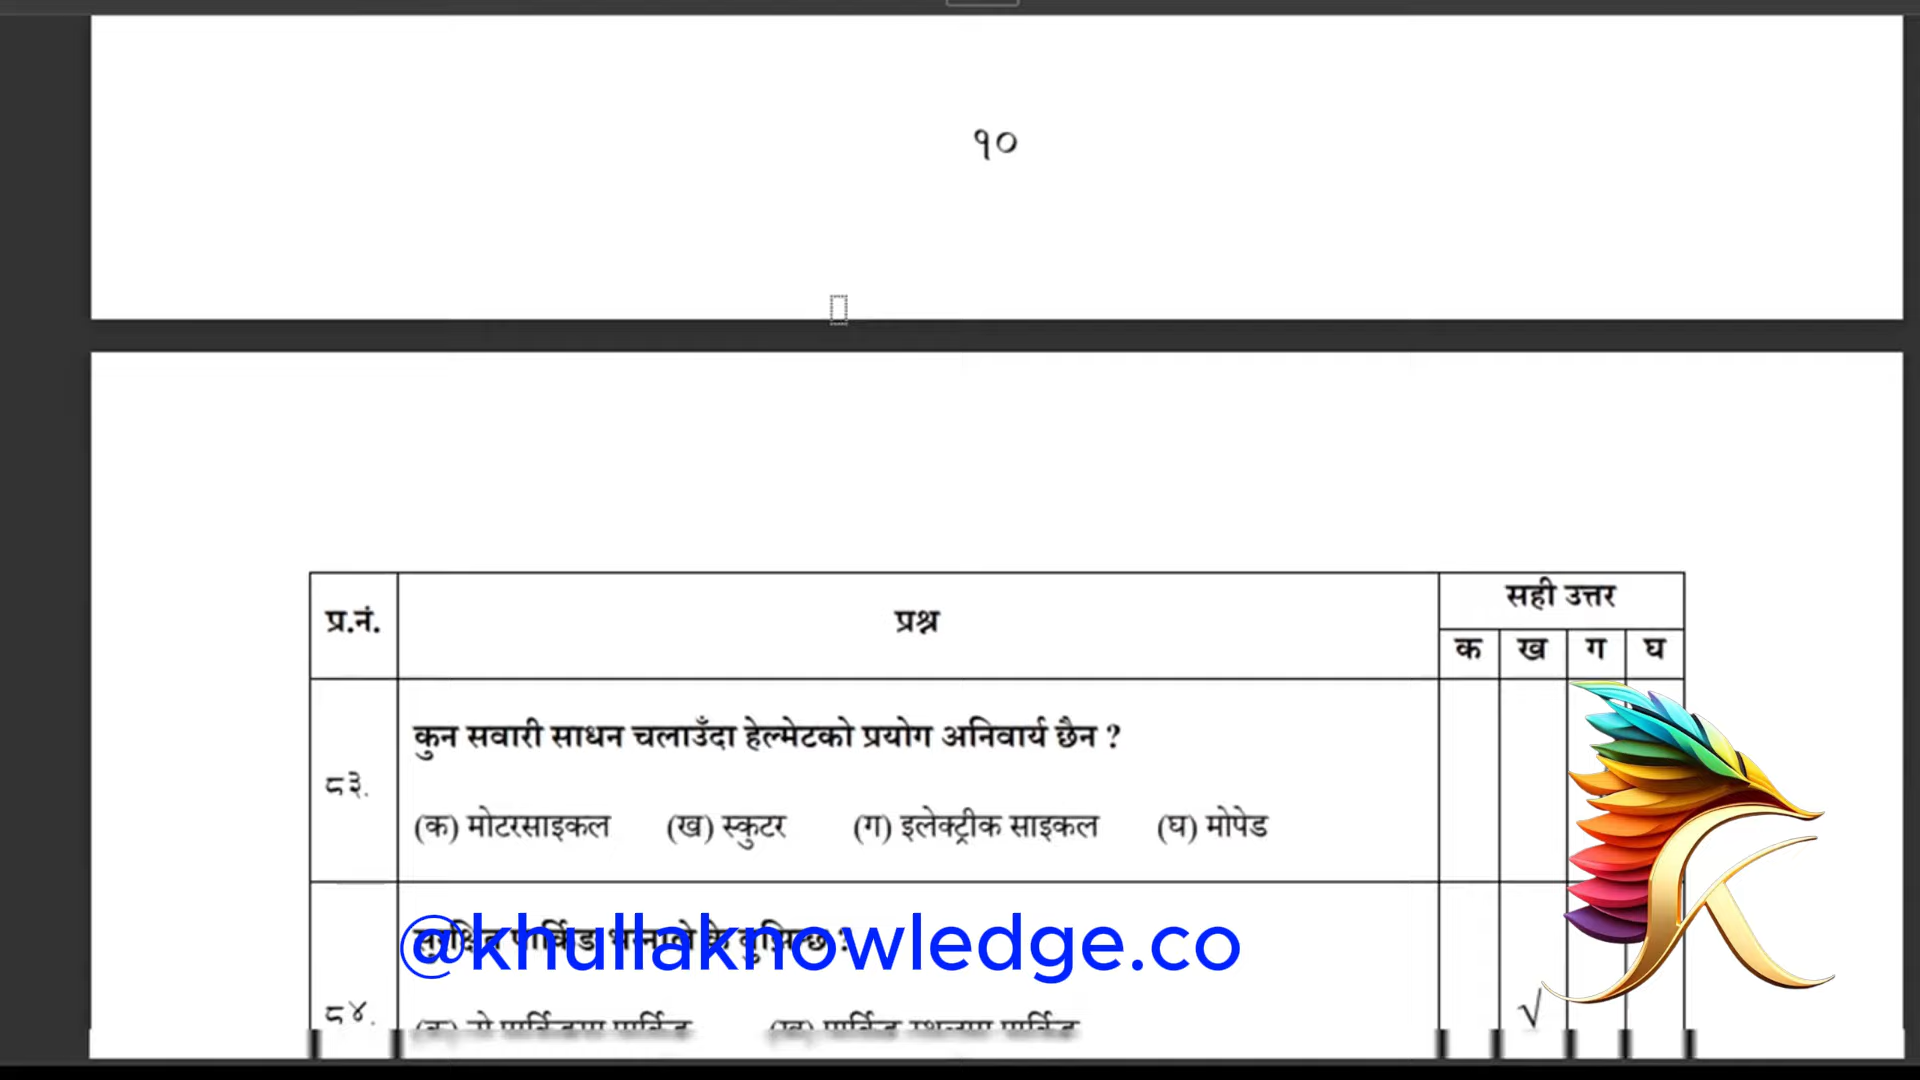 १०
प्र.नं.
प्रश्न
सही उत्तर
क ख ग घ
८३.
कुन सवारी साधन चलाउँदा हेल्मेटको प्रयोग अनिवार्य छैन ?
(क) मोटरसाइकल (ख) स्कुटर (ग) इलेक्ट्रीक साइकल (घ) मोपेड
@khullaknowledge.co
८४.
√